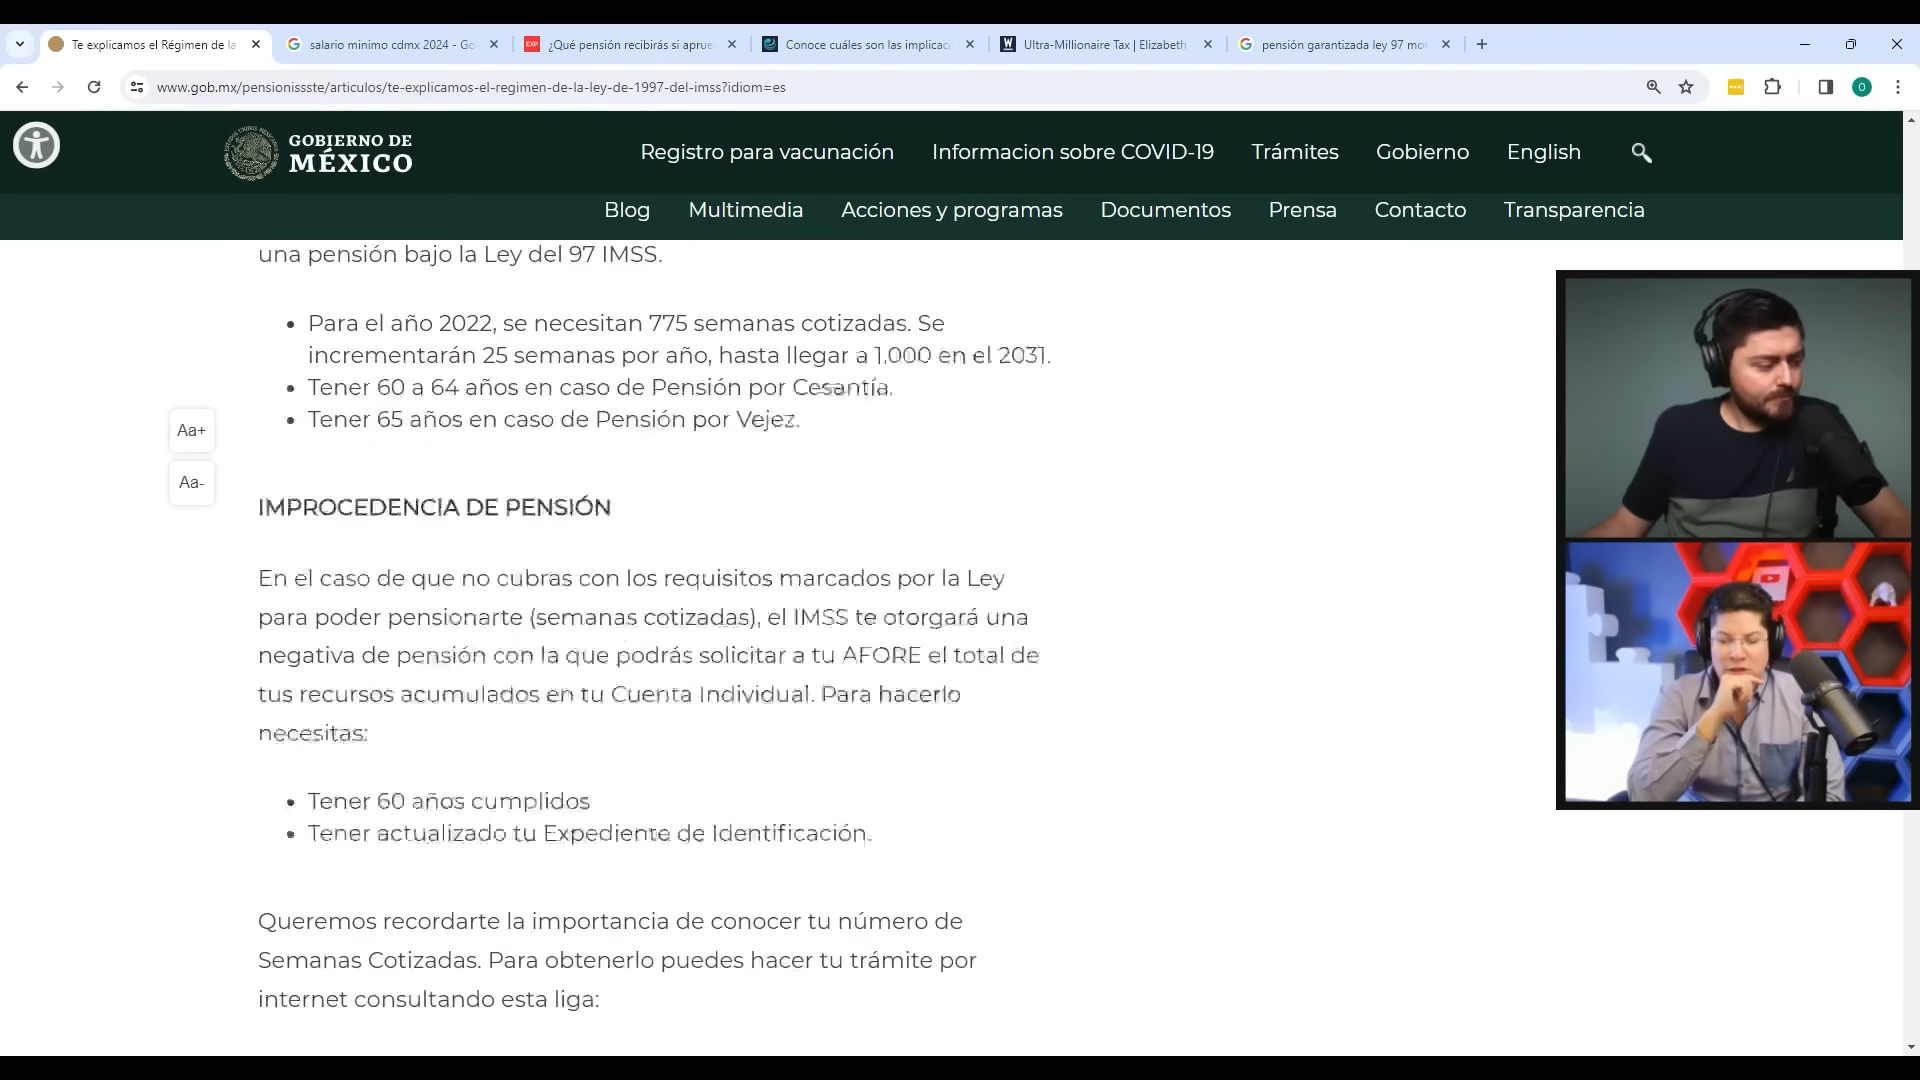 Te explicamos el Régimen de la
salario minimo cdmx 2024 - Go
¿Qué pensión recibirás si aprue
Conoce cuáles son las implicaci
Ultra-Millionaire Tax | Elizabeth
pensión garantizada ley 97 mo
www.gob.mx/pensionissste/articulos/te-explicamos-el-regimen-de-la-ley-de-1997-del-imss?idiom=es
O
GOBIERNO DE
MÉXICO
Registro para vacunación
Informacion sobre COVID-19
Trámites
Gobierno
English
Blog
Multimedia
Acciones y programas
Documentos
Prensa
Contacto
Transparencia
una pensión bajo la Ley del 97 IMSS.
Para el año 2022, se necesitan 775 semanas cotizadas. Se
incrementarán 25 semanas por año, hasta llegar a 1,000 en el 2031.
Tener 60 a 64 años en caso de Pensión por Cesantía.
Tener 65 años en caso de Pensión por Vejez.
Aa+
Aa-
IMPROCEDENCIA DE PENSIÓN
En el caso de que no cubras con los requisitos marcados por la Ley
para poder pensionarte (semanas cotizadas), el IMSS te otorgará una
negativa de pensión con la que podrás solicitar a tu AFORE el total de
tus recursos acumulados en tu Cuenta Individual. Para hacerlo
necesitas:
Tener 60 años cumplidos
Tener actualizado tu Expediente de Identificación.
Queremos recordarte la importancia de conocer tu número de
Semanas Cotizadas. Para obtenerlo puedes hacer tu trámite por
internet consultando esta liga: